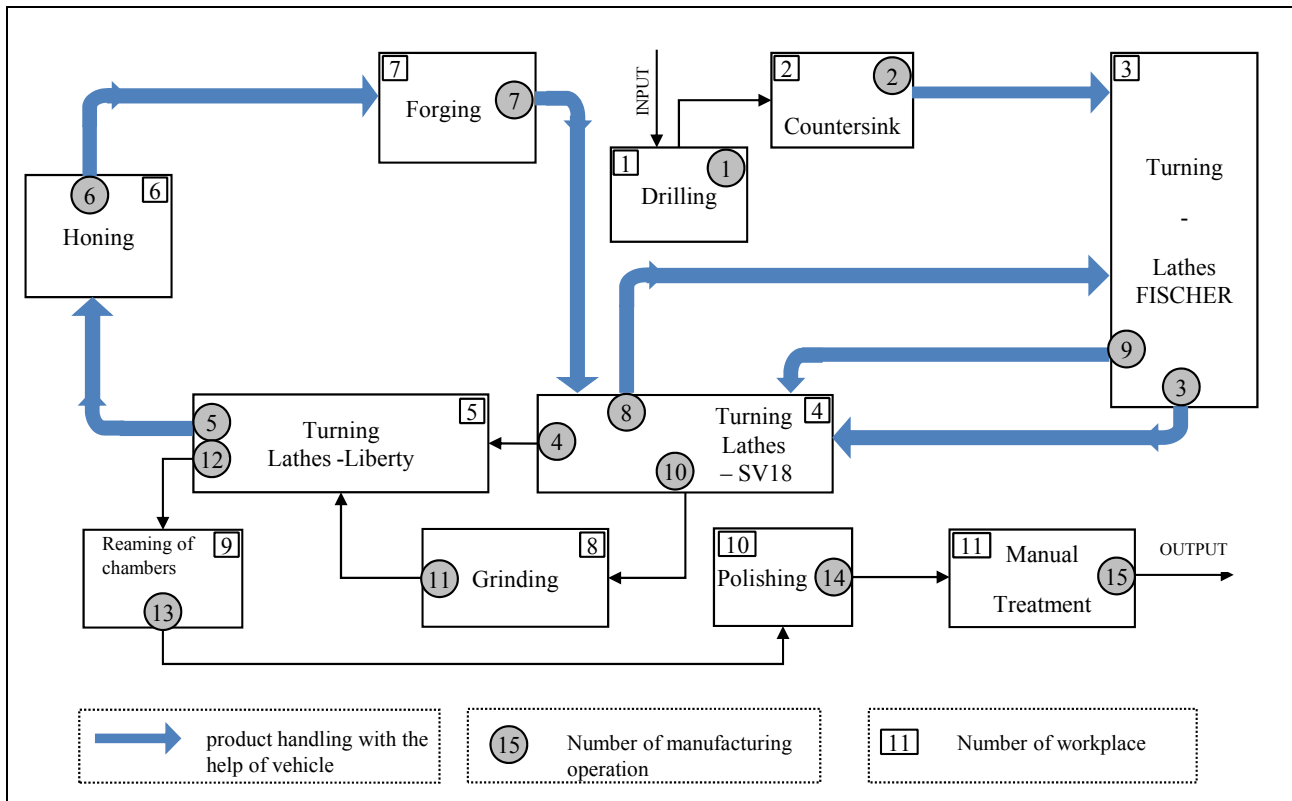 7
Forging
7
INPUT
2
2
Countersink
3
Turning
-
Lathes
FISCHER
9
3
1
1
Drilling
6
6
Honing
5
5
12
Turning
Lathes -Liberty
4
8
4
10
Turning
Lathes
– SV18
9
Reaming of
chambers
13
8
11
Grinding
10
Polishing
14
11
Manual
Treatment
15
OUTPUT
product handling with the
help of vehicle
15
Number of manufacturing
operation
11
Number of workplace